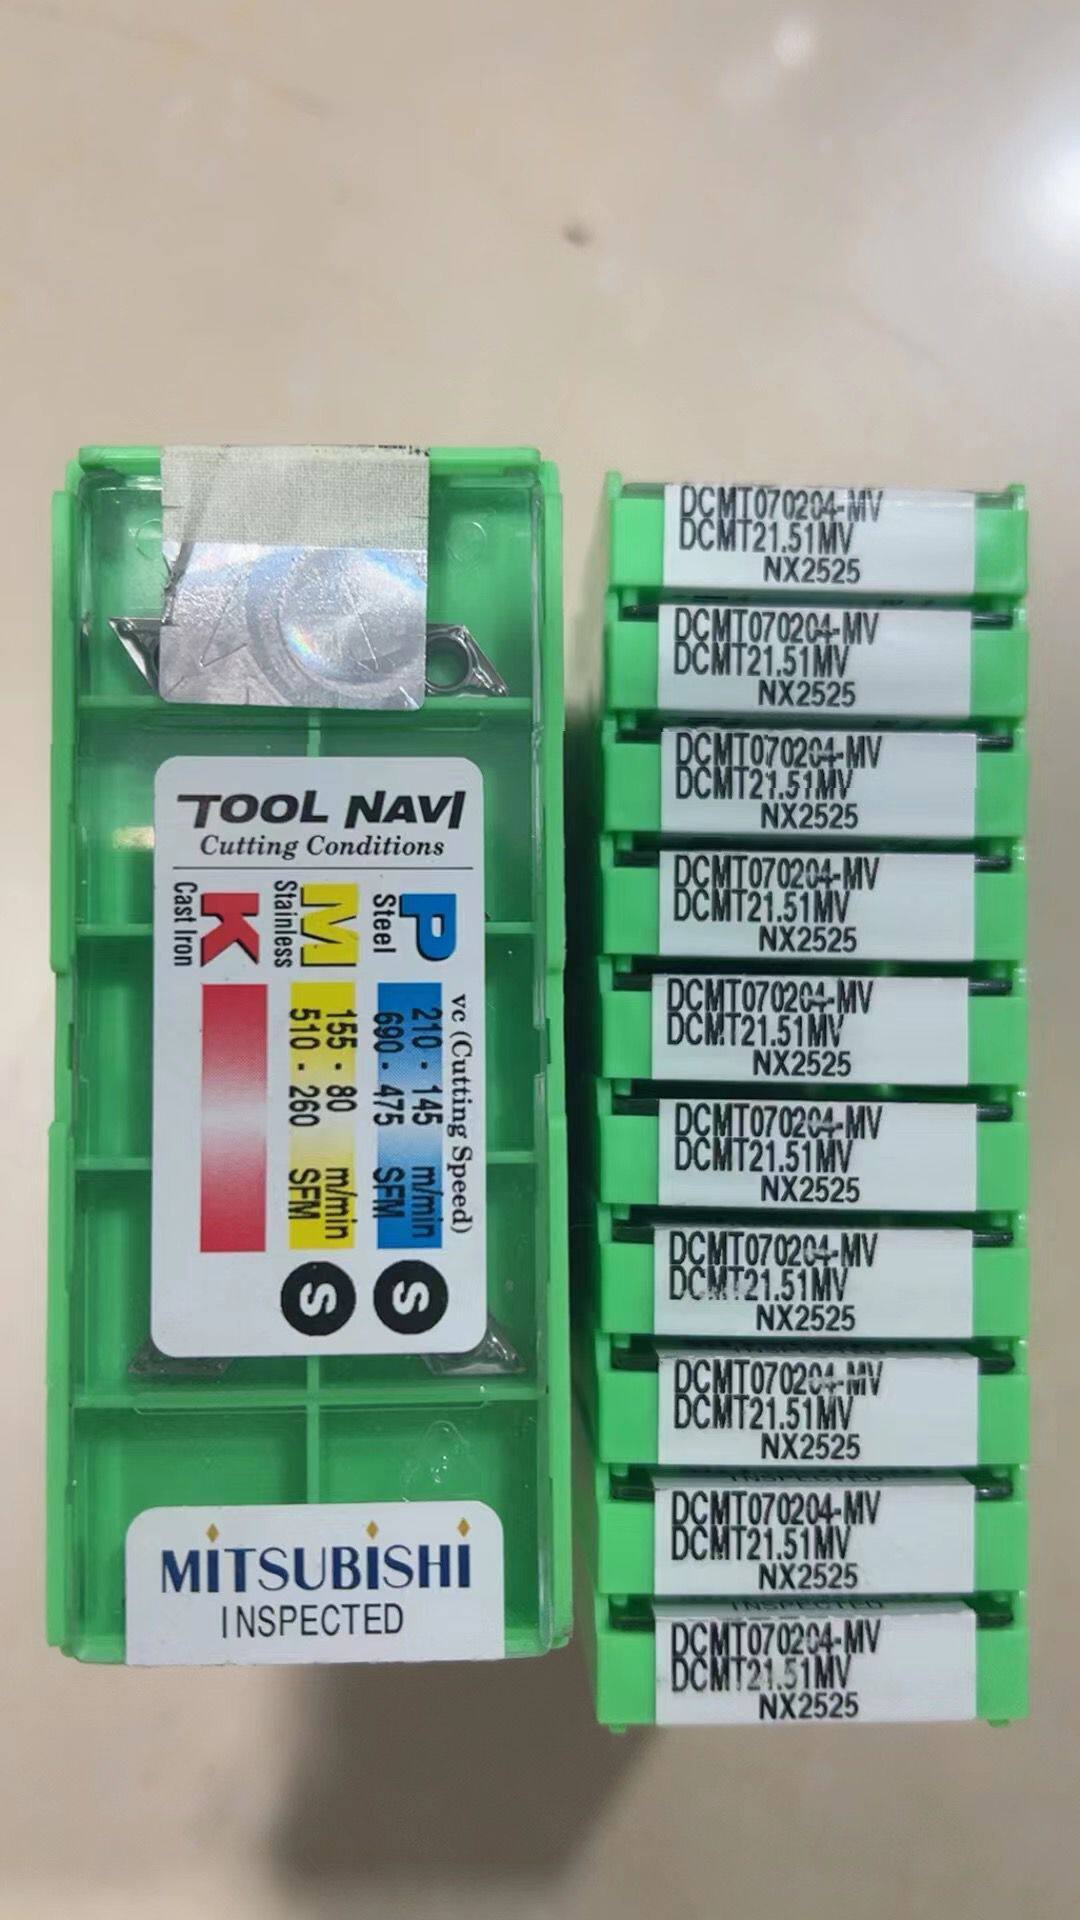 TOOL NAVI
Cutting Conditions
vc (Cutting Speed)
P
Steel
210 - 145 m/min
690 - 475 SFM
S
M
Stainless
155 - 80 m/min
510 - 260 SFM
S
K
Cast Iron
MITSUBISHI
INSPECTED
DCMT070204-MV
DCMT21.51MV
NX2525
DCMT070204-MV
DCMT21.51MV
NX2525
DCMT070204-MV
DCMT21.51MV
NX2525
DCMT070204-MV
DCMT21.51MV
NX2525
DCMT070204-MV
DCMT21.51MV
NX2525
DCMT070204-MV
DCMT21.51MV
NX2525
DCMT070204-MV
DCMT21.51MV
NX2525
DCMT070204-MV
DCMT21.51MV
NX2525
INSPECTED
DCMT070204-MV
DCMT21.51MV
NX2525
INSPECTED
DCMT070204-MV
DCMT21.51MV
NX2525